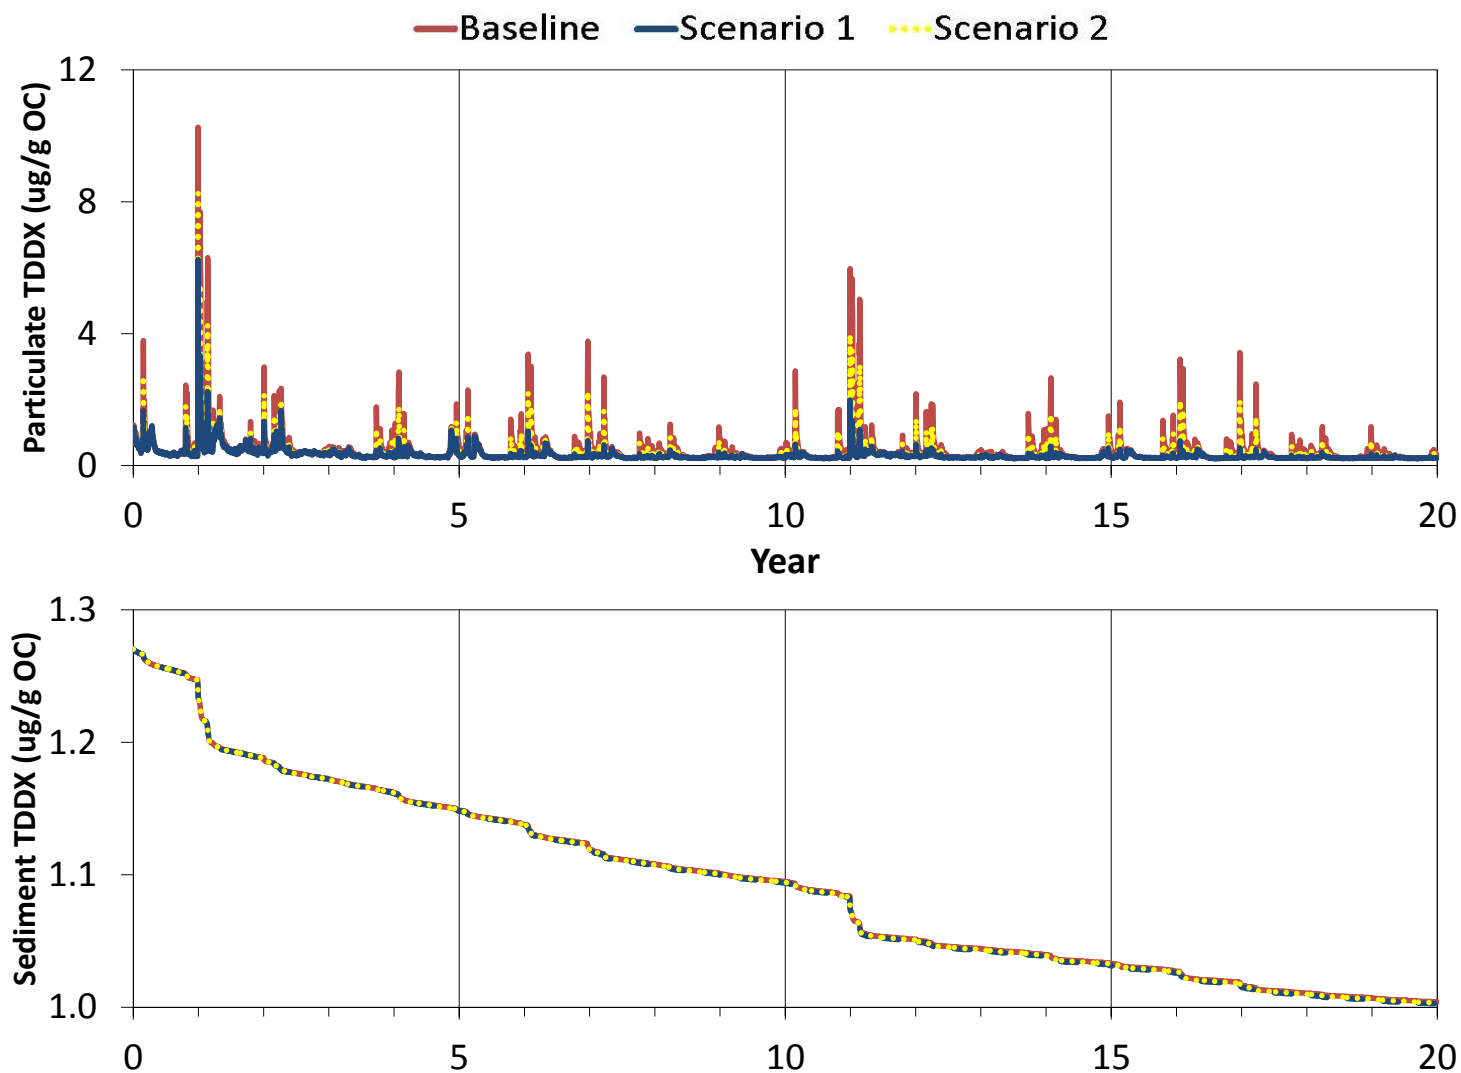 Baseline Scenario 1 Scenario 2
Particulate TDDX (ug/g OC)
12
8
4
0
0 5 10 15 20
Year
Sediment TDDX (ug/g OC)
1.3
1.2
1.1
1.0
0 5 10 15 20